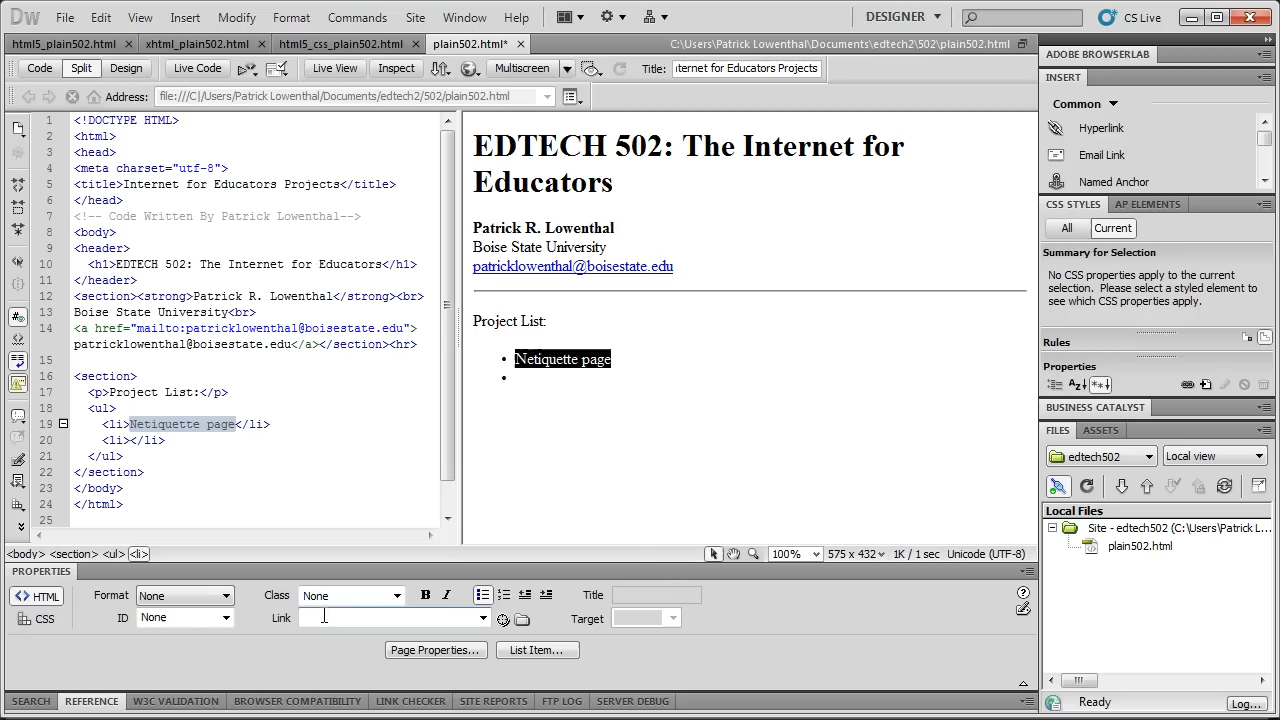 Dw File Edit View Insert Modify Format Commands Site Window Help DESIGNER CS Live
html5_plain502.html × xhtml_plain502.html × html5_css_plain502.html × plain502.html* × C:\Users\Patrick Lowenthal\Documents\edtech2\502\plain502.html
Code Split Design Live Code Live View Inspect Multiscreen Title: ternet for Educators Projects
Address: file:///C|/Users/Patrick Lowenthal/Documents/edtech2/502/plain502.html
1 <!DOCTYPE HTML>
2 <html>
3 <head>
4 <meta charset="utf-8">
5 <title>Internet for Educators Projects</title>
6 </head>
7 <!-- Code Written By Patrick Lowenthal-->
8 <body>
9 <header>
10 <h1>EDTECH 502: The Internet for Educators</h1>
11 </header>
12 <section><strong>Patrick R. Lowenthal</strong><br>
13 Boise State University<br>
14 <a href="mailto:patricklowenthal@boisestate.edu">
patricklowenthal@boisestate.edu</a></section><hr>
15
16 <section>
17 <p>Project List:</p>
18 <ul>
19 <li>Netiquette page</li>
20 <li></li>
21 </ul>
22 </section>
23 </body>
24 </html>
25
EDTECH 502: The Internet for
Educators
Patrick R. Lowenthal
Boise State University
patricklowenthal@boisestate.edu
Project List:
• Netiquette page
•
<body> <section> <ul> <li> 100% 575 x 432 1K / 1 sec Unicode (UTF-8)
PROPERTIES
HTML Format None Class None B I Title
CSS ID None Link Target
Page Properties... List Item...
SEARCH REFERENCE W3C VALIDATION BROWSER COMPATIBILITY LINK CHECKER SITE REPORTS FTP LOG SERVER DEBUG
ADOBE BROWSERLAB
INSERT
Common
Hyperlink
Email Link
Named Anchor
CSS STYLES AP ELEMENTS
All Current
Summary for Selection
No CSS properties apply to the current
selection. Please select a styled element to
see which CSS properties apply.
Rules
Properties
Az↓ **↓
BUSINESS CATALYST
FILES ASSETS
edtech502 Local view
Local Files
Site - edtech502 (C:\Users\Patrick L...
plain502.html
Ready Log...